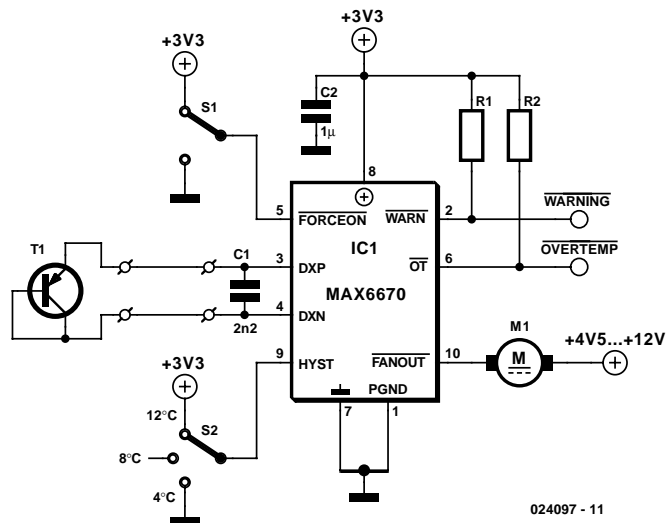 +3V3
+3V3
S1
C2
1µ
R1
R2
8
5
FORCEON
WARN
2
WARNING
IC1
T1
C1
3
DXP
OT
6
OVERTEMP
MAX6670
2n2
4
DXN
M1
+4V5...+12V
9
HYST
FANOUT
10
M
+3V3
12°C
S2
8°C
4°C
PGND
7
1
024097 - 11